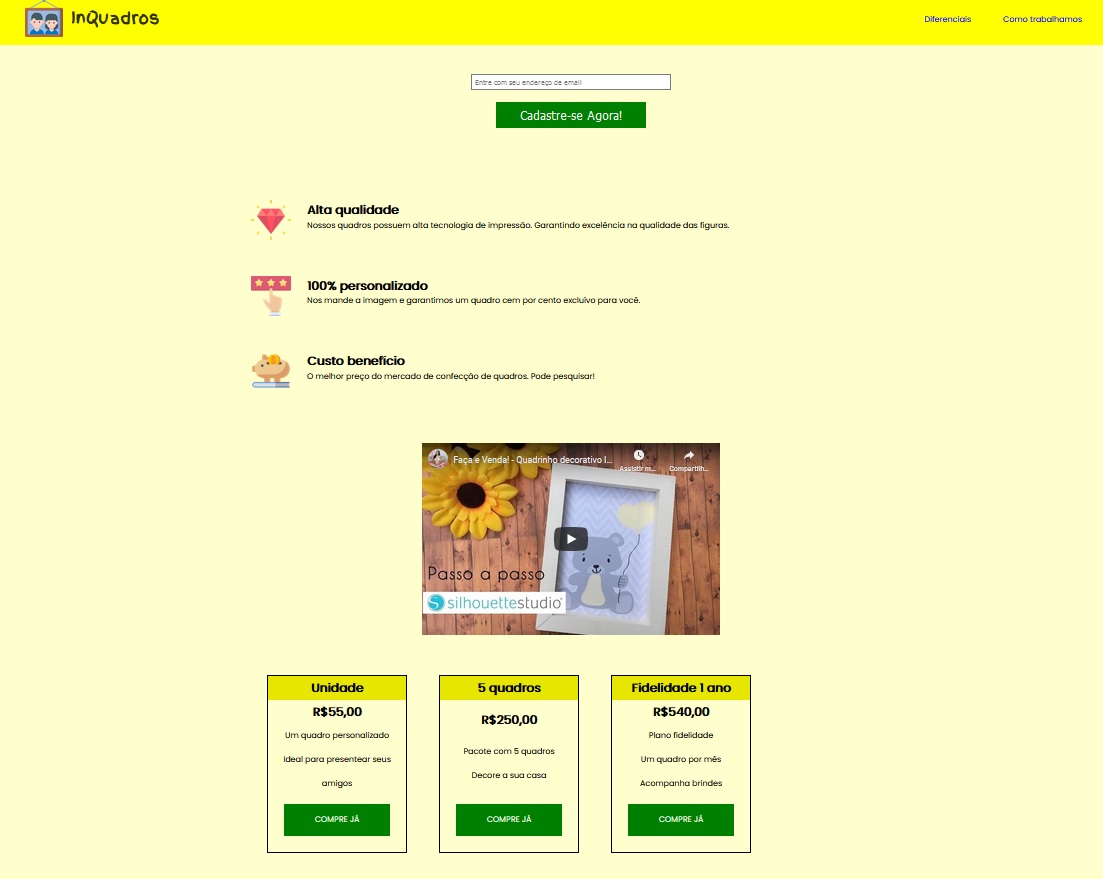 InQuadros
Diferenciais
Como trabalhamos
Entre com seu endereço de email
Cadastre-se Agora!
Alta qualidade
Nossos quadros possuem alta tecnologia de impressão. Garantindo excelência na qualidade das figuras.
100% personalizado
Nos mande a imagem e garantimos um quadro cem por cento excluivo para você.
Custo benefício
O melhor preço do mercado de confecção de quadros. Pode pesquisar!
Faça e Venda! - Quadrinho decorativo I...
Assistir m...
Compartilh...
Passo a passo
S silhouettestudio®
Unidade
R$55,00
Um quadro personalizado
Ideal para presentear seus
amigos
COMPRE JÁ
5 quadros
R$250,00
Pacote com 5 quadros
Decore a sua casa
COMPRE JÁ
Fidelidade 1 ano
R$540,00
Plano fidelidade
Um quadro por mês
Acompanha brindes
COMPRE JÁ